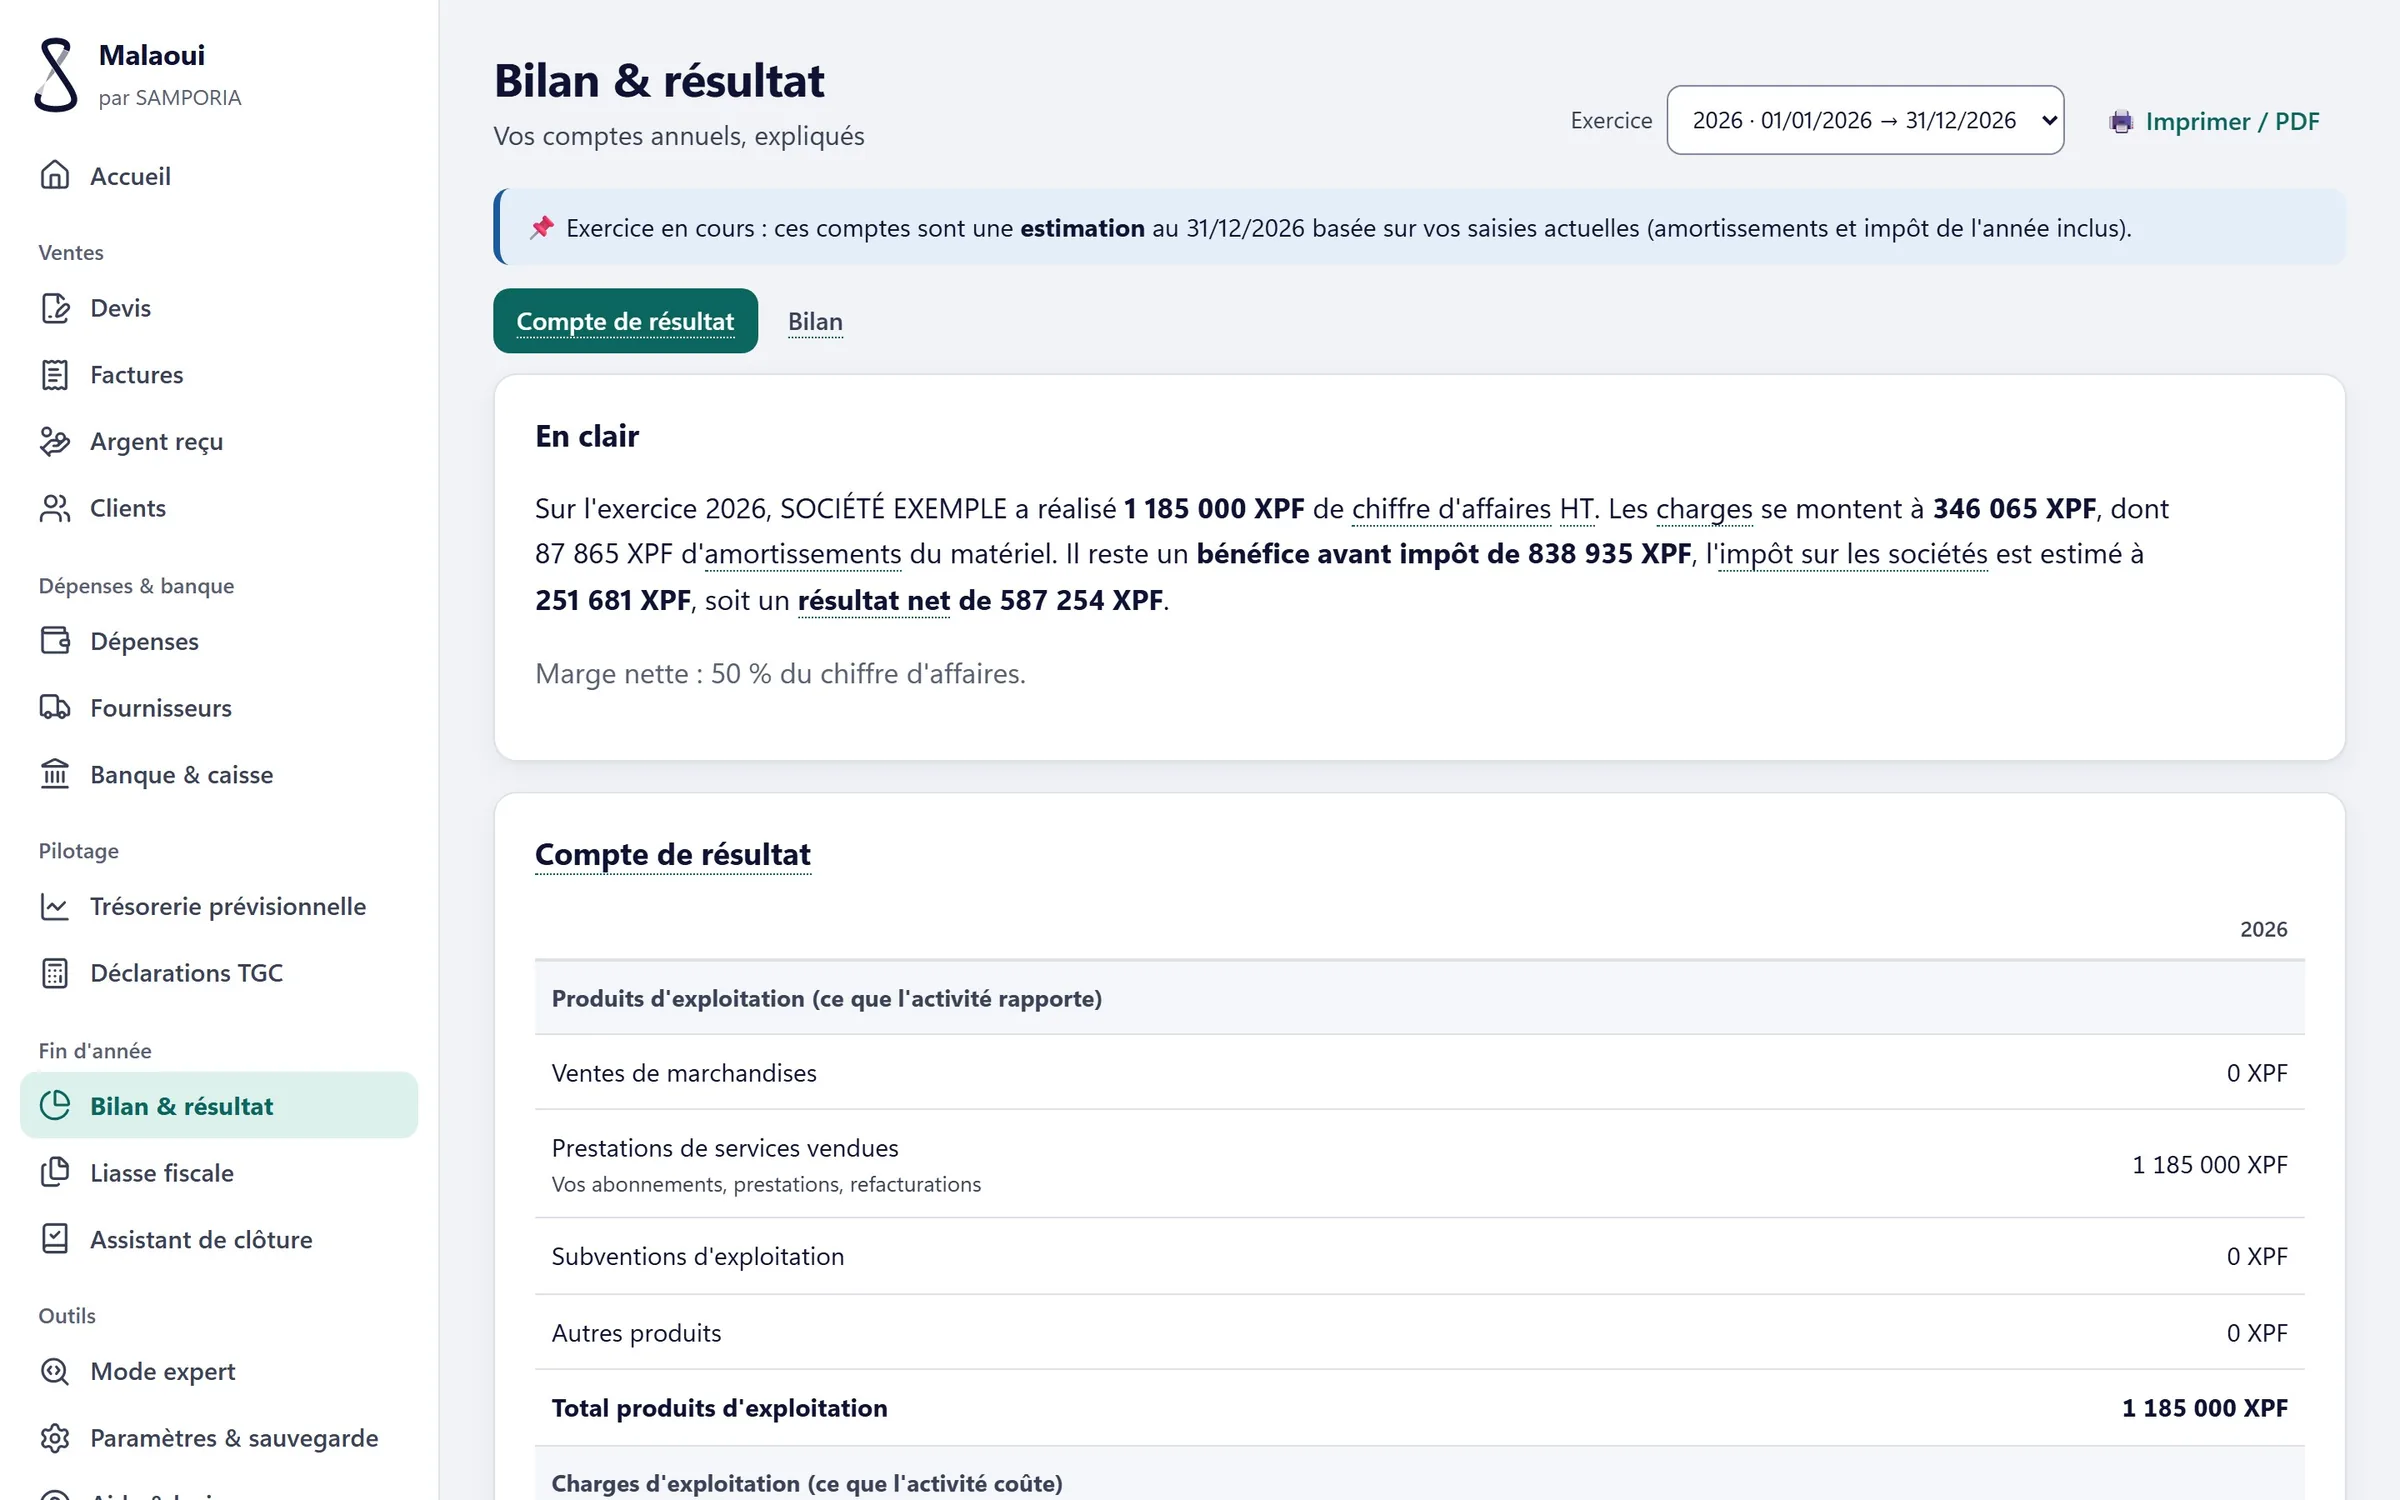 Malaoui
par SAMPORIA
Accueil
Ventes
Devis
Factures
Argent reçu
Clients
Dépenses & banque
Dépenses
Fournisseurs
Banque & caisse
Pilotage
Trésorerie prévisionnelle
Déclarations TGC
Fin d'année
Bilan & résultat
Liasse fiscale
Assistant de clôture
Outils
Mode expert
Paramètres & sauvegarde
Bilan & résultat
Vos comptes annuels, expliqués
Exercice 2026 · 01/01/2026 → 31/12/2026 Imprimer / PDF
Exercice en cours : ces comptes sont une estimation au 31/12/2026 basée sur vos saisies actuelles (amortissements et impôt de l'année inclus).
Compte de résultat Bilan
En clair
Sur l'exercice 2026, SOCIÉTÉ EXEMPLE a réalisé 1 185 000 XPF de chiffre d'affaires HT. Les charges se montent à 346 065 XPF, dont
87 865 XPF d'amortissements du matériel. Il reste un bénéfice avant impôt de 838 935 XPF, l'impôt sur les sociétés est estimé à
251 681 XPF, soit un résultat net de 587 254 XPF.
Marge nette : 50 % du chiffre d'affaires.
Compte de résultat
2026
Produits d'exploitation (ce que l'activité rapporte)
Ventes de marchandises 0 XPF
Prestations de services vendues
Vos abonnements, prestations, refacturations
1 185 000 XPF
Subventions d'exploitation 0 XPF
Autres produits 0 XPF
Total produits d'exploitation 1 185 000 XPF
Charges d'exploitation (ce que l'activité coûte)